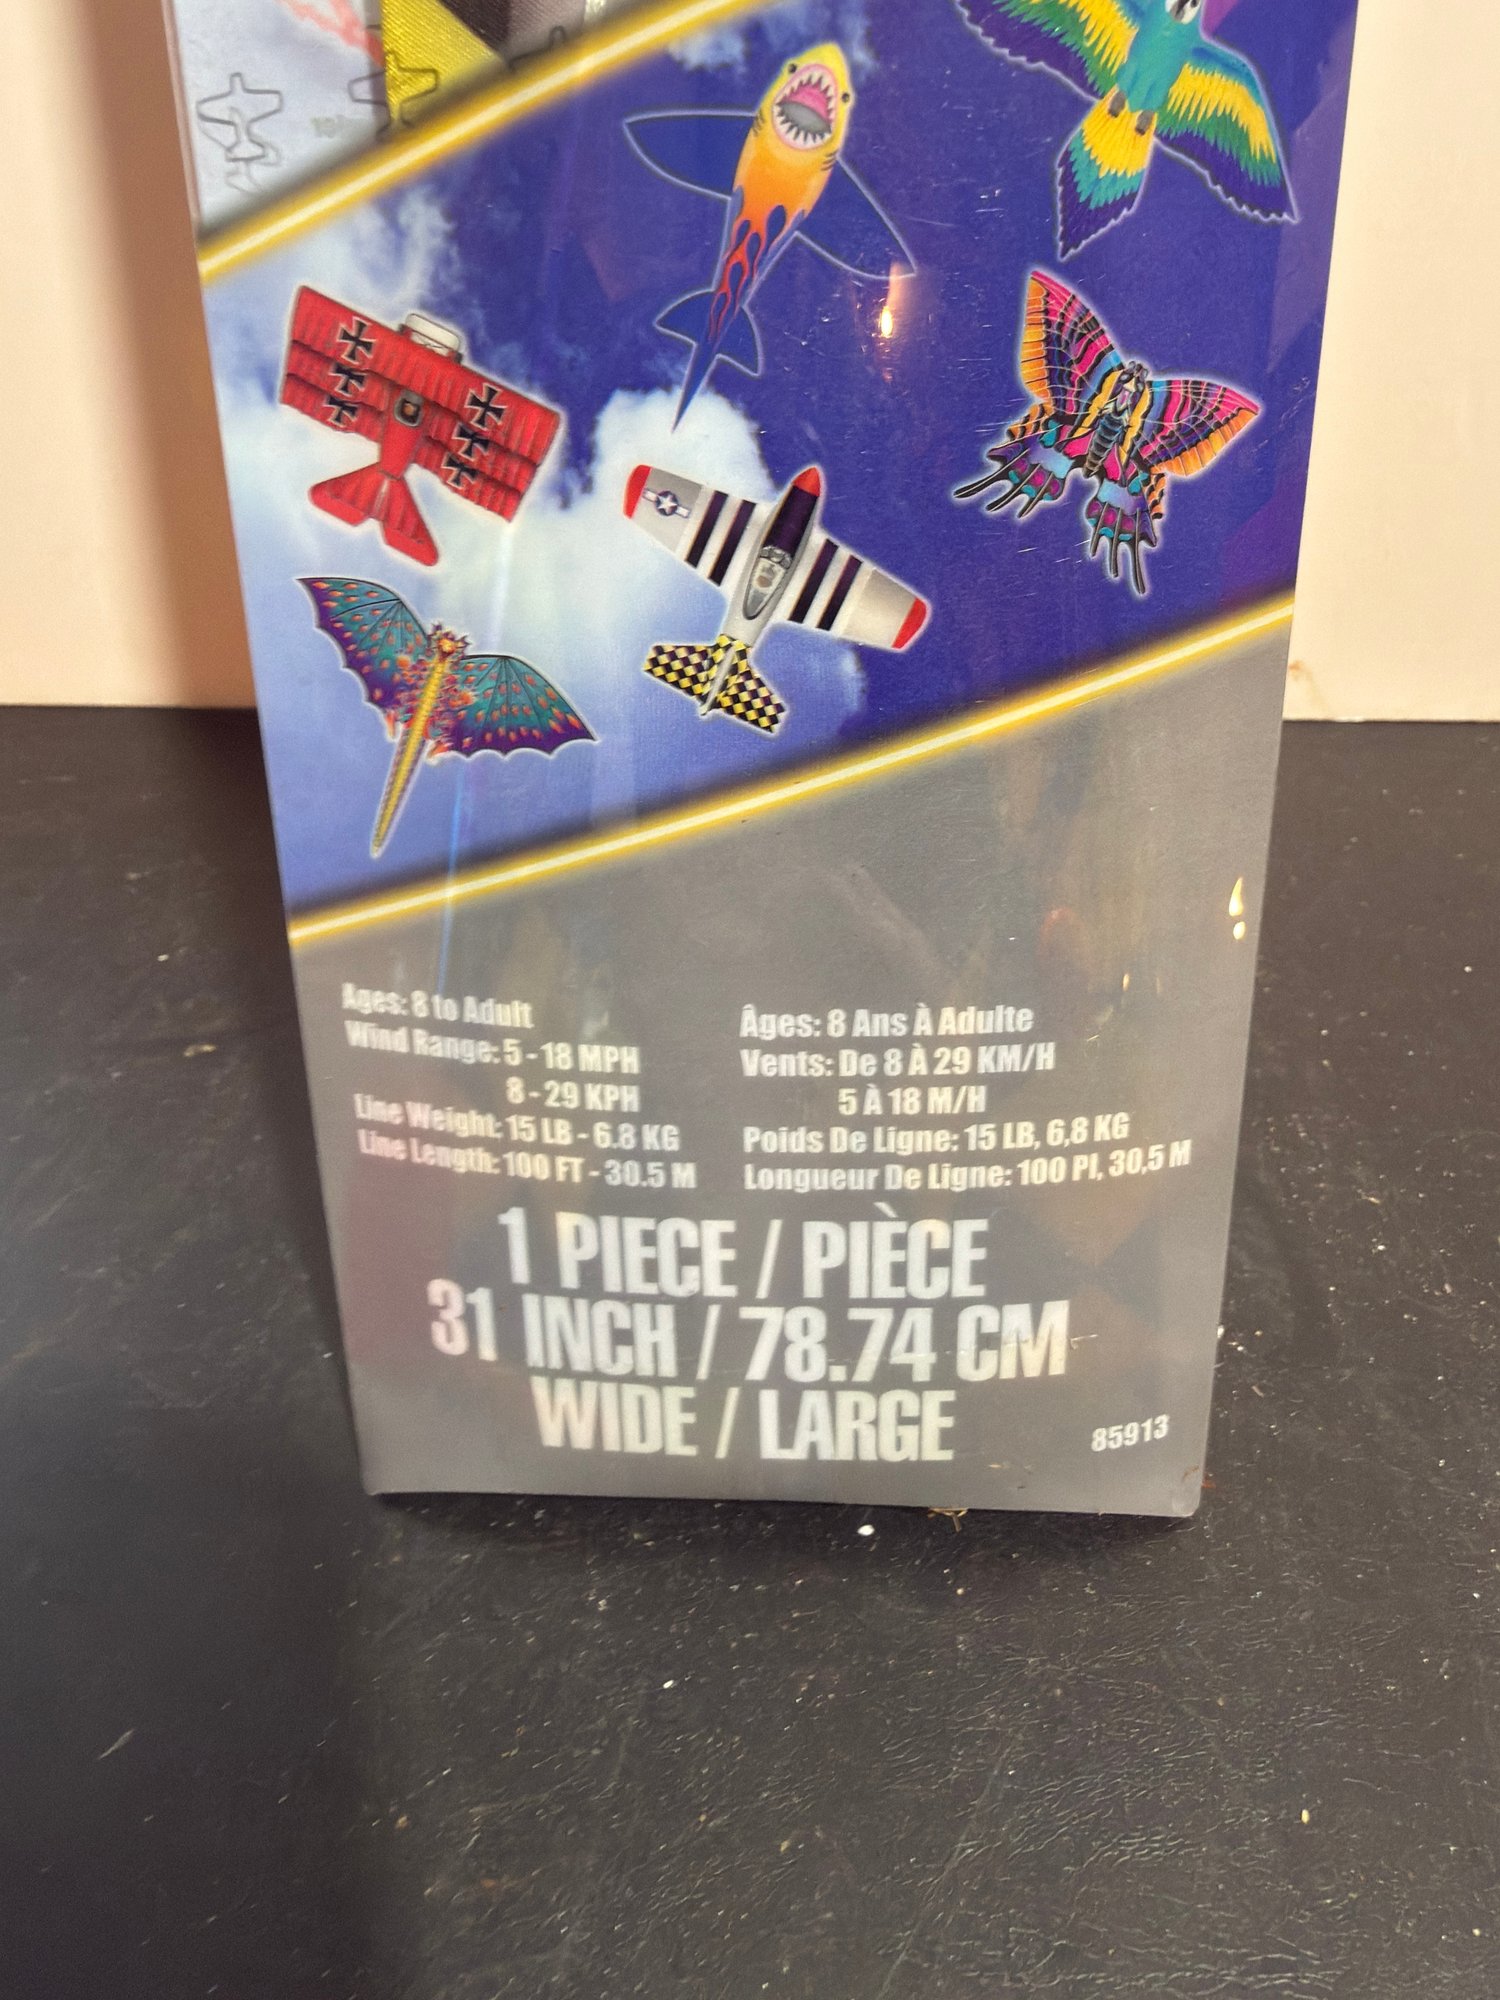 Ages: 8 to Adult
Wind Range: 5 - 18 MPH
8 - 29 KPH
Line Weight: 15 LB - 6.8 KG
Line Length: 100 FT - 30.5 M
Âges: 8 Ans À Adulte
Vents: De 8 À 29 KM/H
5 À 18 M/H
Poids De Ligne: 15 LB, 6,8 KG
Longueur De Ligne: 100 PI, 30,5 M
1 PIECE / PIÈCE
31 INCH / 78.74 CM
WIDE / LARGE
85913